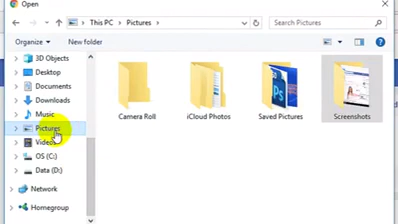 Open
This PC > Pictures >
Search Pictures
Organize New folder
3D Objects
Desktop
Documents
Downloads
Music
Pictures
Videos
OS (C:)
Data (D:)
Network
Homegroup
Camera Roll
iCloud Photos
Ps
Saved Pictures
Screenshots